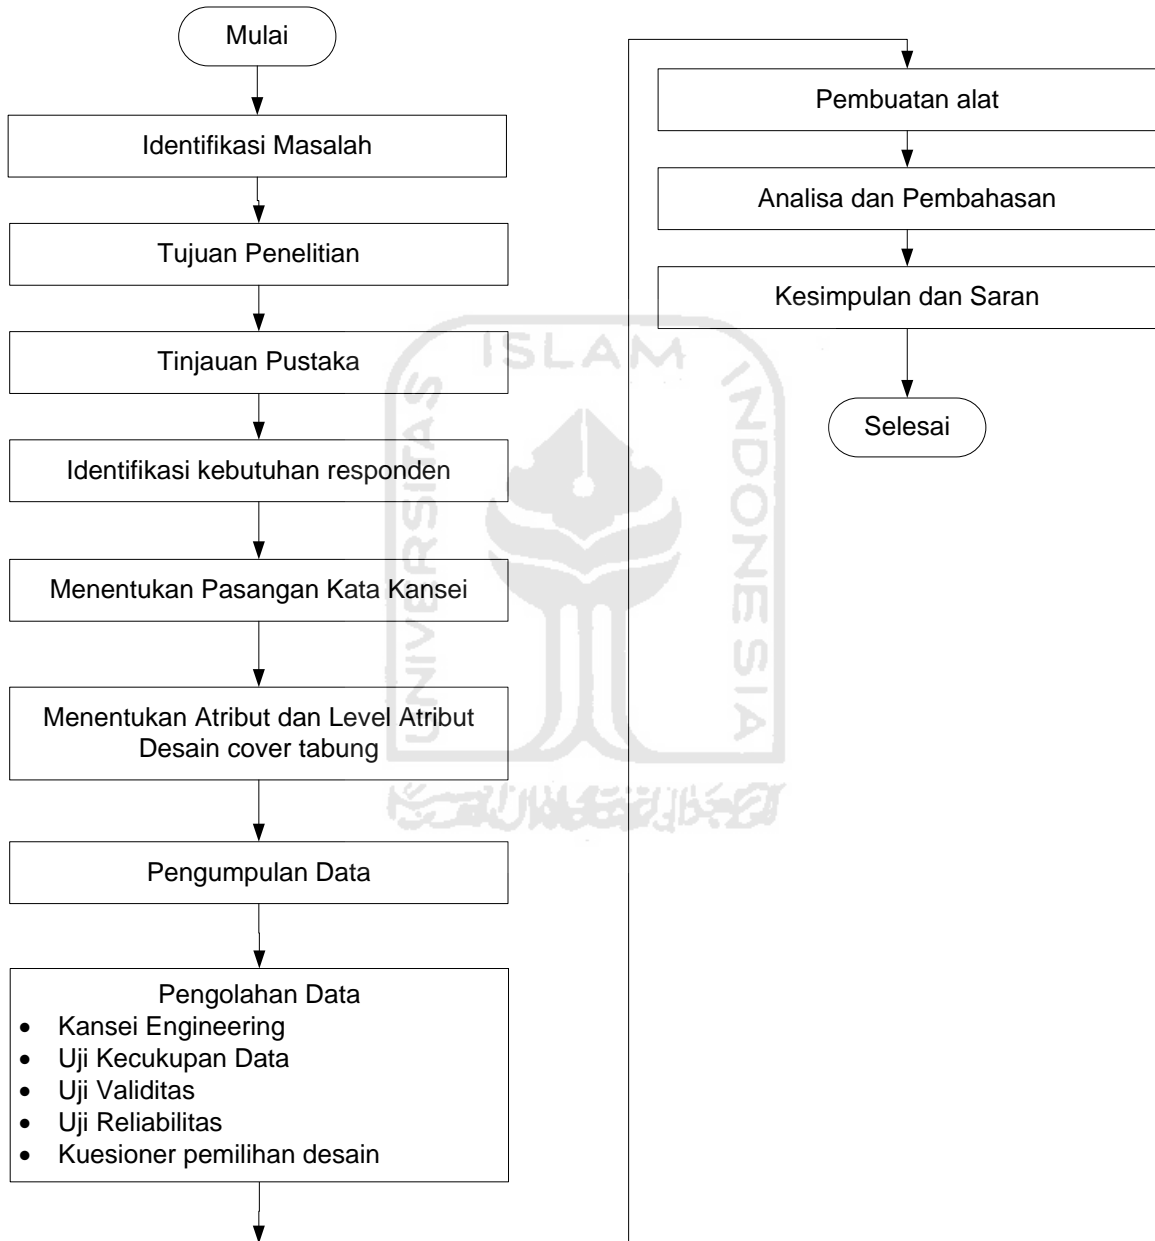 Mulai
Identifikasi Masalah
Tujuan Penelitian
Tinjauan Pustaka
Identifikasi kebutuhan responden
Menentukan Pasangan Kata Kansei
Menentukan Atribut dan Level Atribut
Desain cover tabung
Pengumpulan Data
Pengolahan Data
• Kansei Engineering
• Uji Kecukupan Data
• Uji Validitas
• Uji Reliabilitas
• Kuesioner pemilihan desain
Pembuatan alat
Analisa dan Pembahasan
Kesimpulan dan Saran
Selesai
UNIVERSITAS
ISLAM
INDONESIA